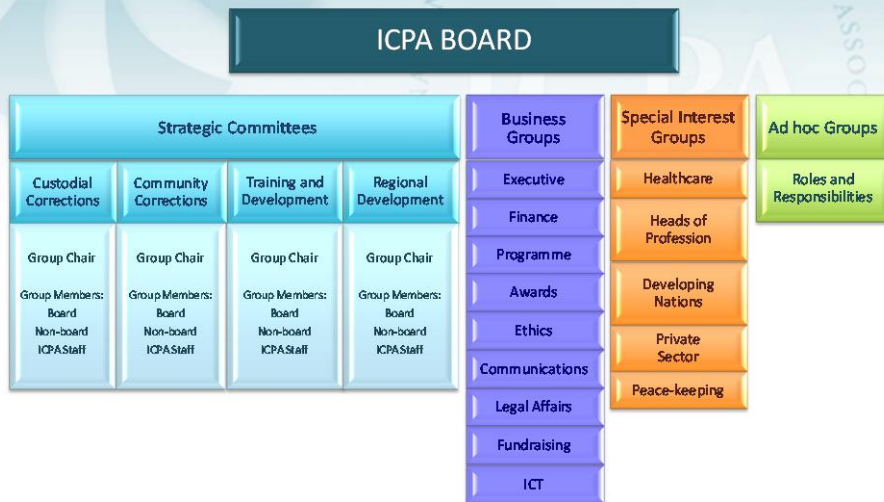 ICPA BOARD
Strategic Committees
Custodial
Corrections
Group Chair
Group Members:
Board
Non-board
ICPA Staff
Community
Corrections
Group Chair
Group Members:
Board
Non-board
ICPA Staff
Training and
Development
Group Chair
Group Members:
Board
Non-board
ICPA Staff
Regional
Development
Group Chair
Group Members:
Board
Non-board
ICPA Staff
Business
Groups
Executive
Finance
Programme
Awards
Ethics
Communications
Legal Affairs
Fundraising
ICT
Special Interest
Groups
Healthcare
Heads of
Profession
Developing
Nations
Private
Sector
Peace-keeping
Ad hoc Groups
Roles and
Responsibilities